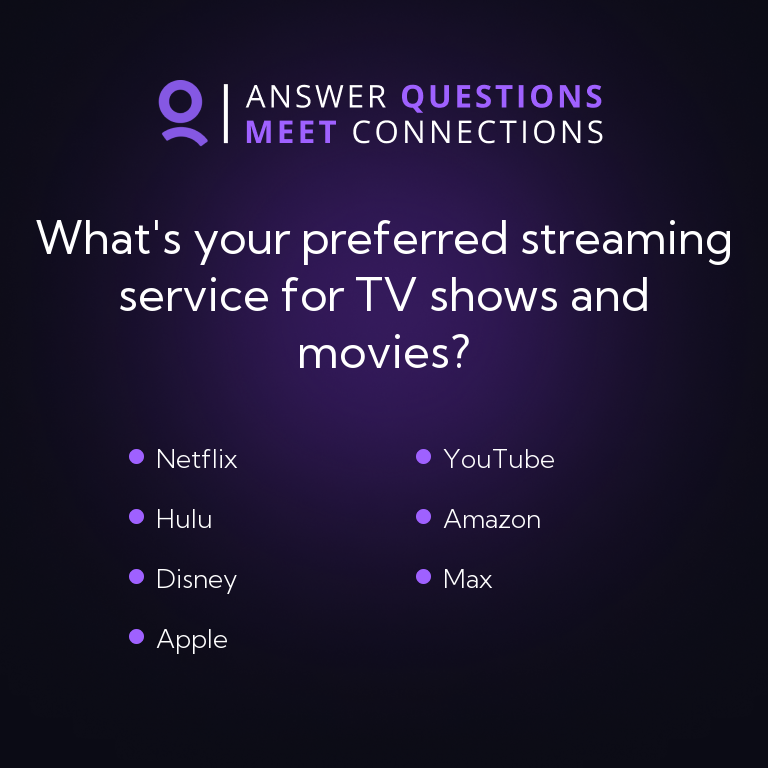 ANSWER QUESTIONS
MEET CONNECTIONS
What's your preferred streaming
service for TV shows and
movies?
Netflix
Hulu
Disney
Apple
YouTube
Amazon
Max